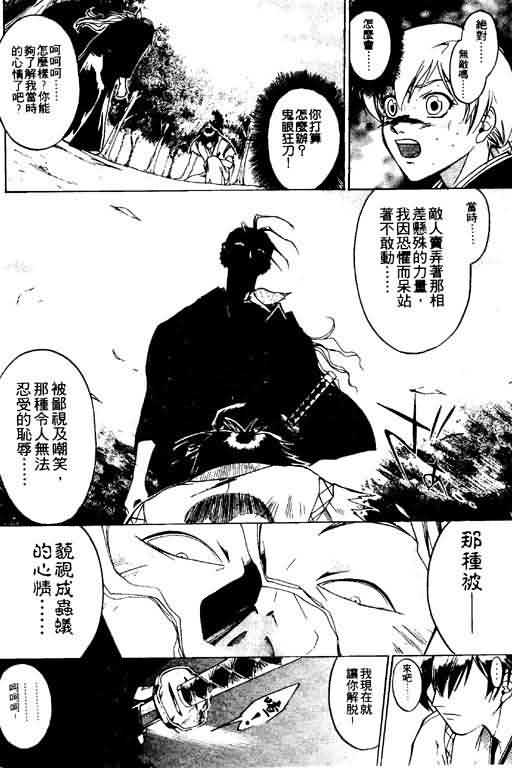 絕對⋯
無敵嗎⋯
怎麼會⋯
你打算
怎麼辦？
鬼眼狂刀！
呵呵呵⋯⋯
怎麼樣？你能
夠了解我當時
的心情了吧？
當時⋯⋯
敵人賣弄著那相
差懸殊的力量，
我因恐懼而呆站
著不敢動⋯⋯
被鄙視及嘲笑，
那種令人無法
忍受的恥辱⋯⋯
那種被—
藐視成蟲蟻
的心情⋯⋯
來吧⋯
我現在就
讓你解脫！
呵呵呵！